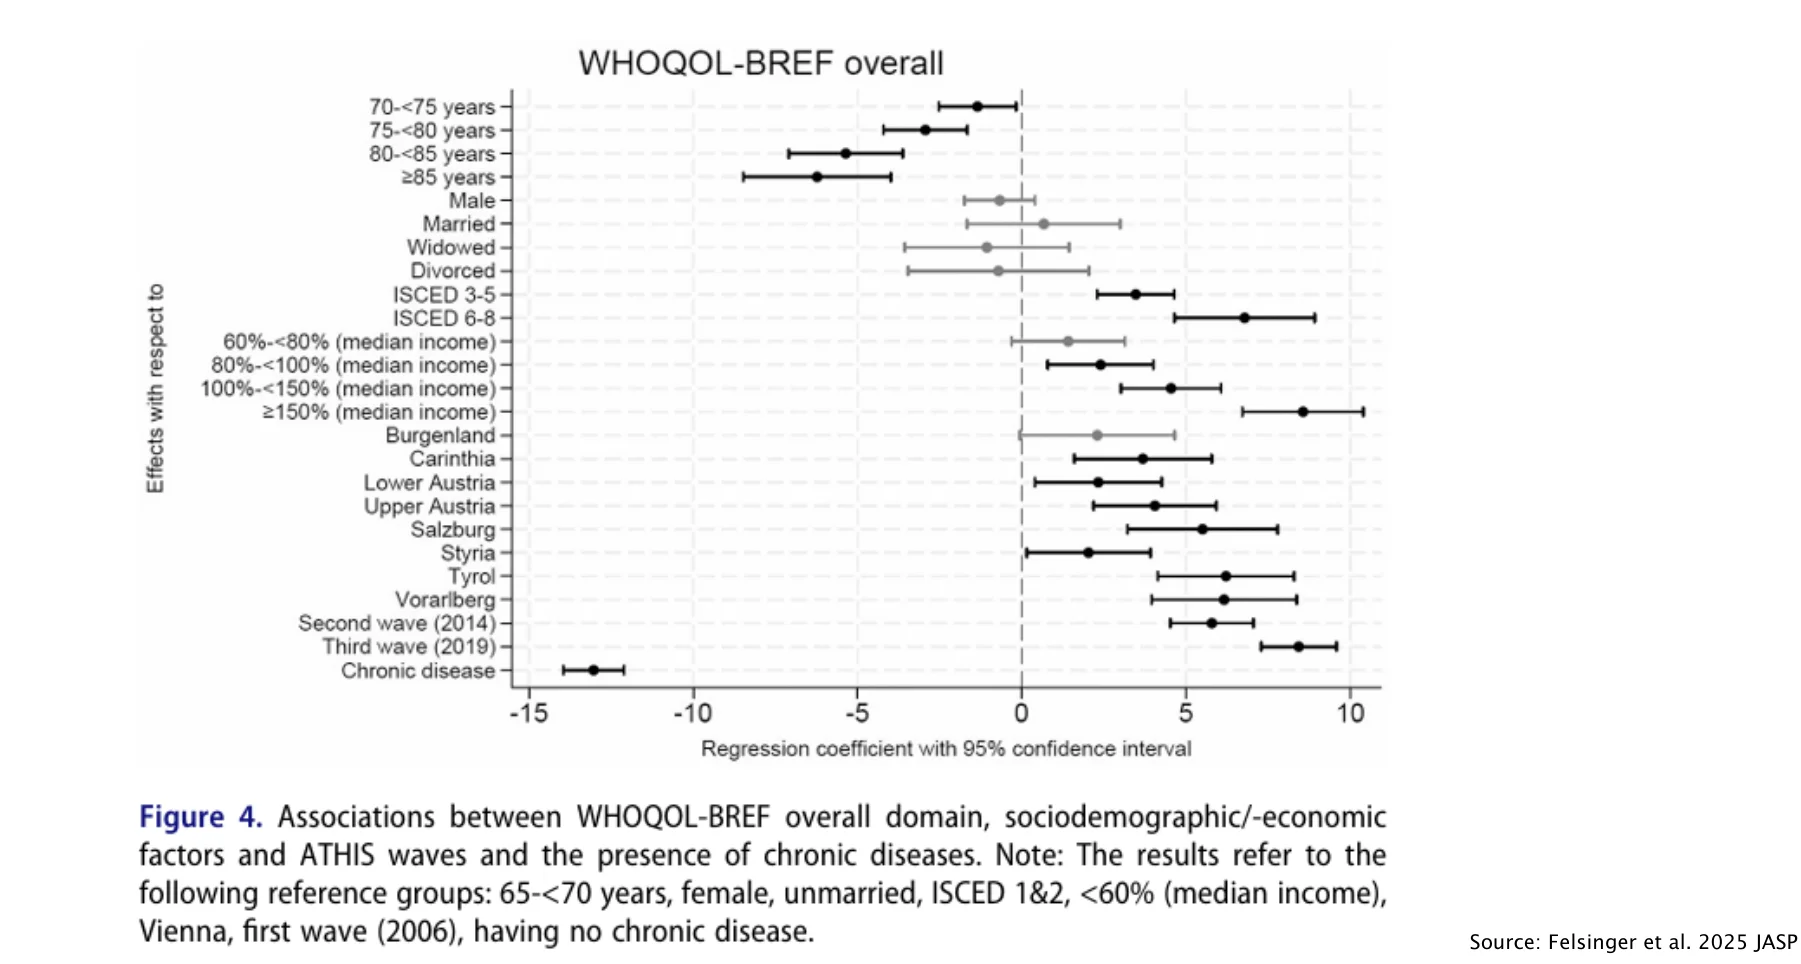 WHOQOL-BREF overall
70-<75 years
75-<80 years
80-<85 years
≥85 years
Male
Married
Widowed
Divorced
ISCED 3-5
ISCED 6-8
60%-<80% (median income)
80%-<100% (median income)
100%-<150% (median income)
≥150% (median income)
Burgenland
Carinthia
Lower Austria
Upper Austria
Salzburg
Styria
Tyrol
Vorarlberg
Second wave (2014)
Third wave (2019)
Chronic disease
Effects with respect to
-15 -10 -5 0 5 10
Regression coefficient with 95% confidence interval
Figure 4. Associations between WHOQOL-BREF overall domain, sociodemographic/-economic
factors and ATHIS waves and the presence of chronic diseases. Note: The results refer to the
following reference groups: 65-<70 years, female, unmarried, ISCED 1&2, <60% (median income),
Vienna, first wave (2006), having no chronic disease.
Source: Felsinger et al. 2025 JASP